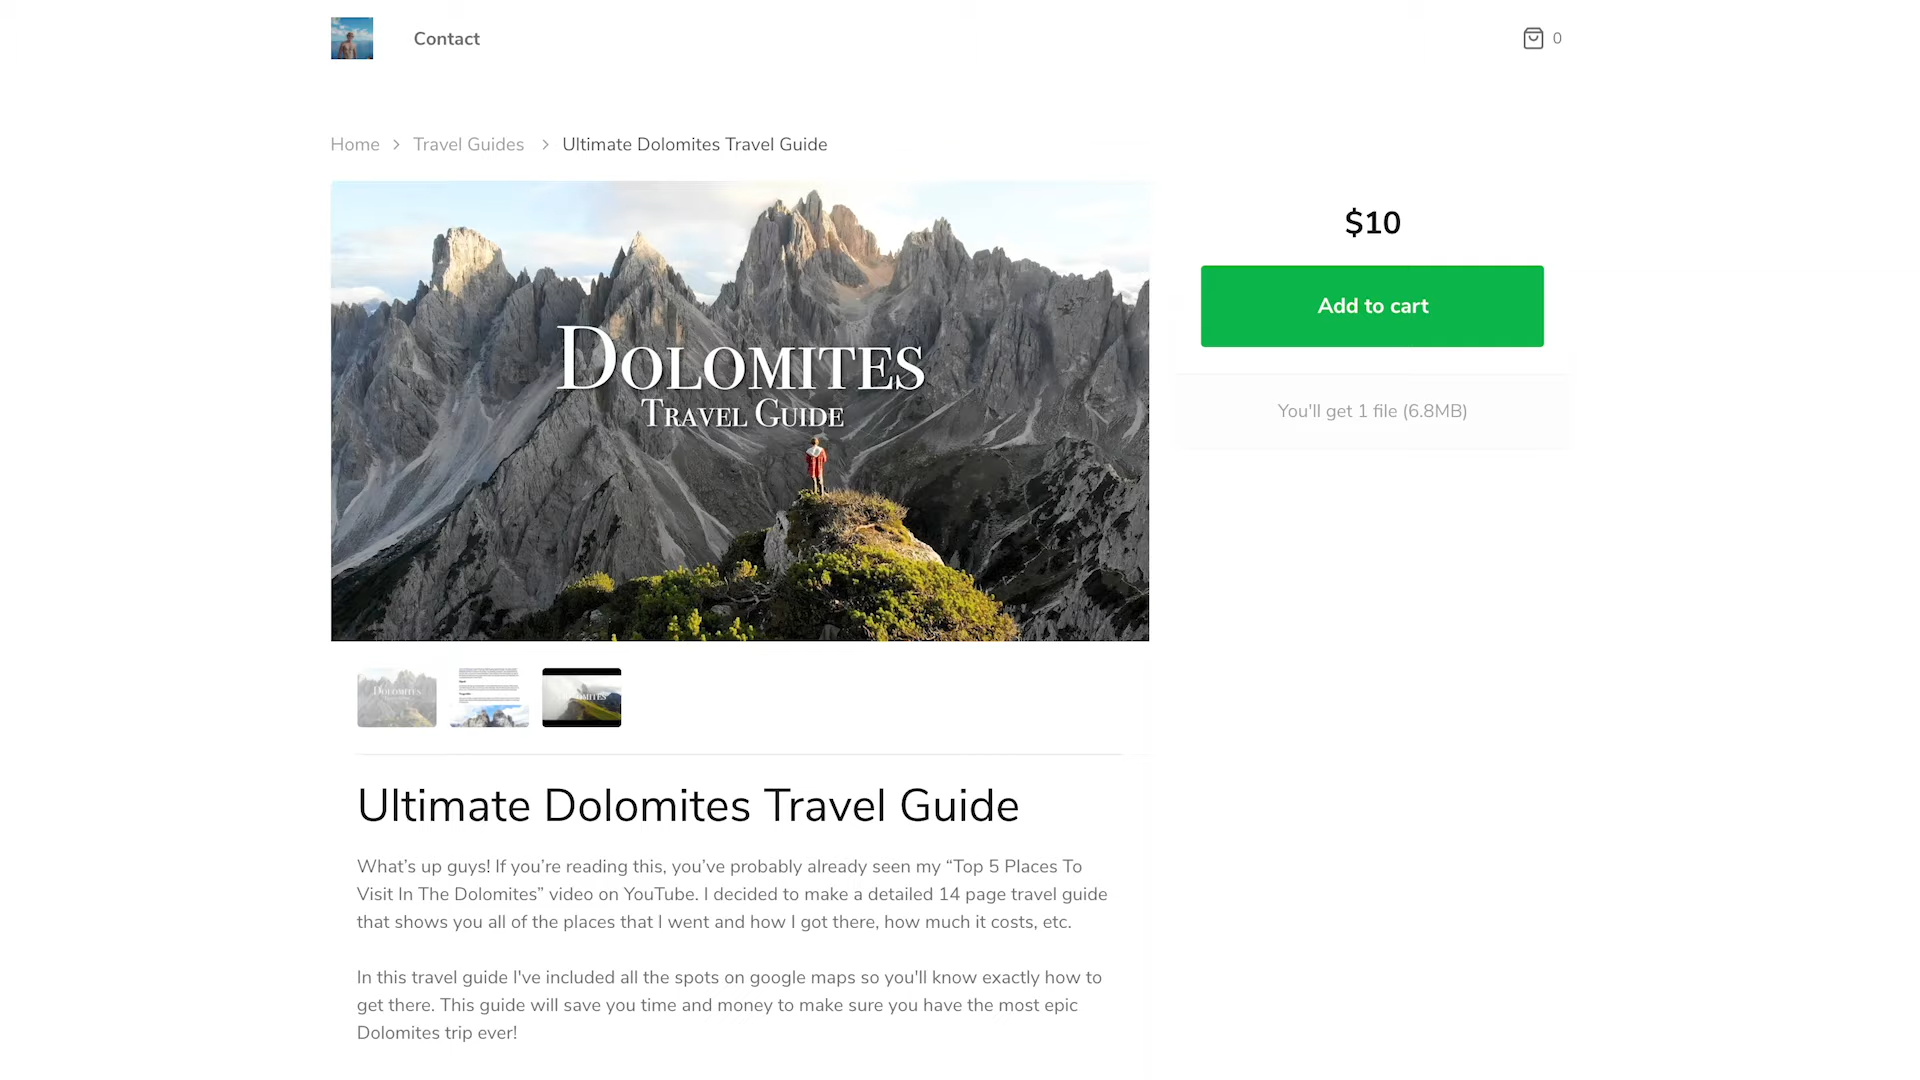 Contact
0
Home > Travel Guides > Ultimate Dolomites Travel Guide
DOLOMITES
TRAVEL GUIDE
$10
Add to cart
You'll get 1 file (6.8MB)
DOLOMITES
Ultimate Dolomites Travel Guide
What’s up guys! If you’re reading this, you’ve probably already seen my “Top 5 Places To
Visit In The Dolomites” video on YouTube. I decided to make a detailed 14 page travel guide
that shows you all of the places that I went and how I got there, how much it costs, etc.
In this travel guide I've included all the spots on google maps so you'll know exactly how to
get there. This guide will save you time and money to make sure you have the most epic
Dolomites trip ever!